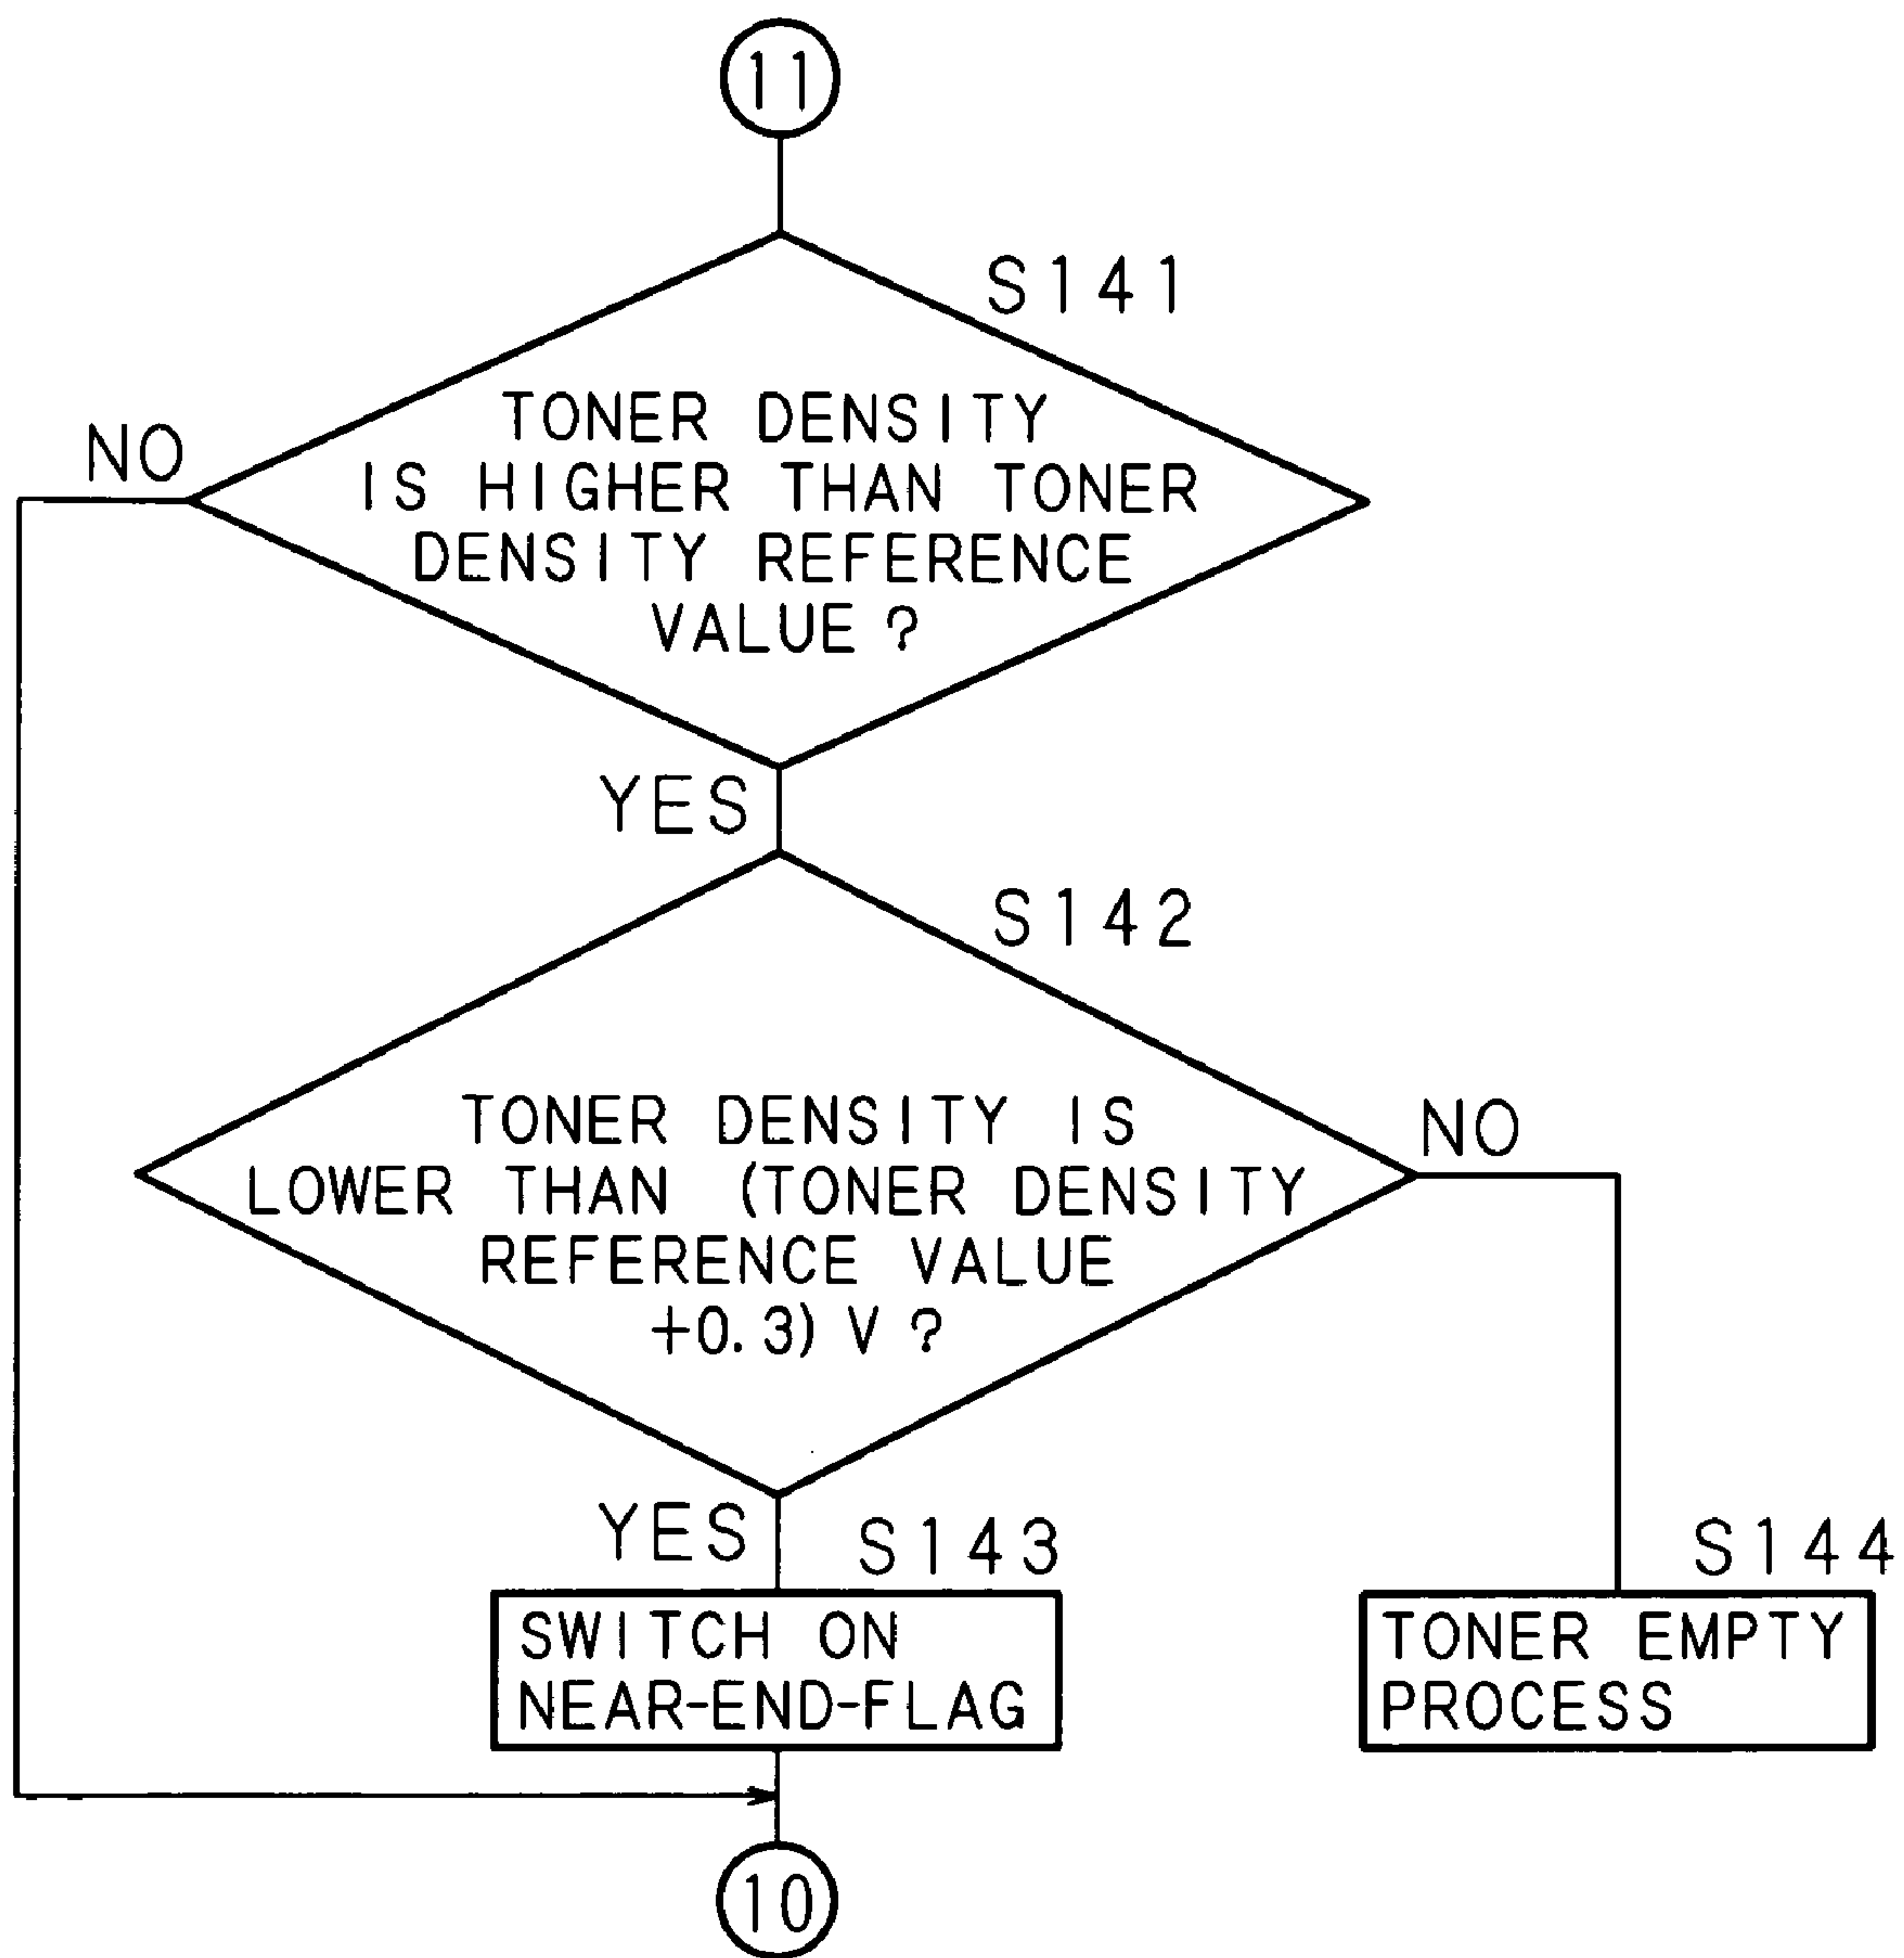 11
S141
TONER DENSITY
IS HIGHER THAN TONER
DENSITY REFERENCE
VALUE?
NO
YES
S142
TONER DENSITY IS
LOWER THAN (TONER DENSITY
REFERENCE VALUE
+0.3) V ?
NO
YES
S143
SWITCH ON
NEAR-END-FLAG
S144
TONER EMPTY
PROCESS
10